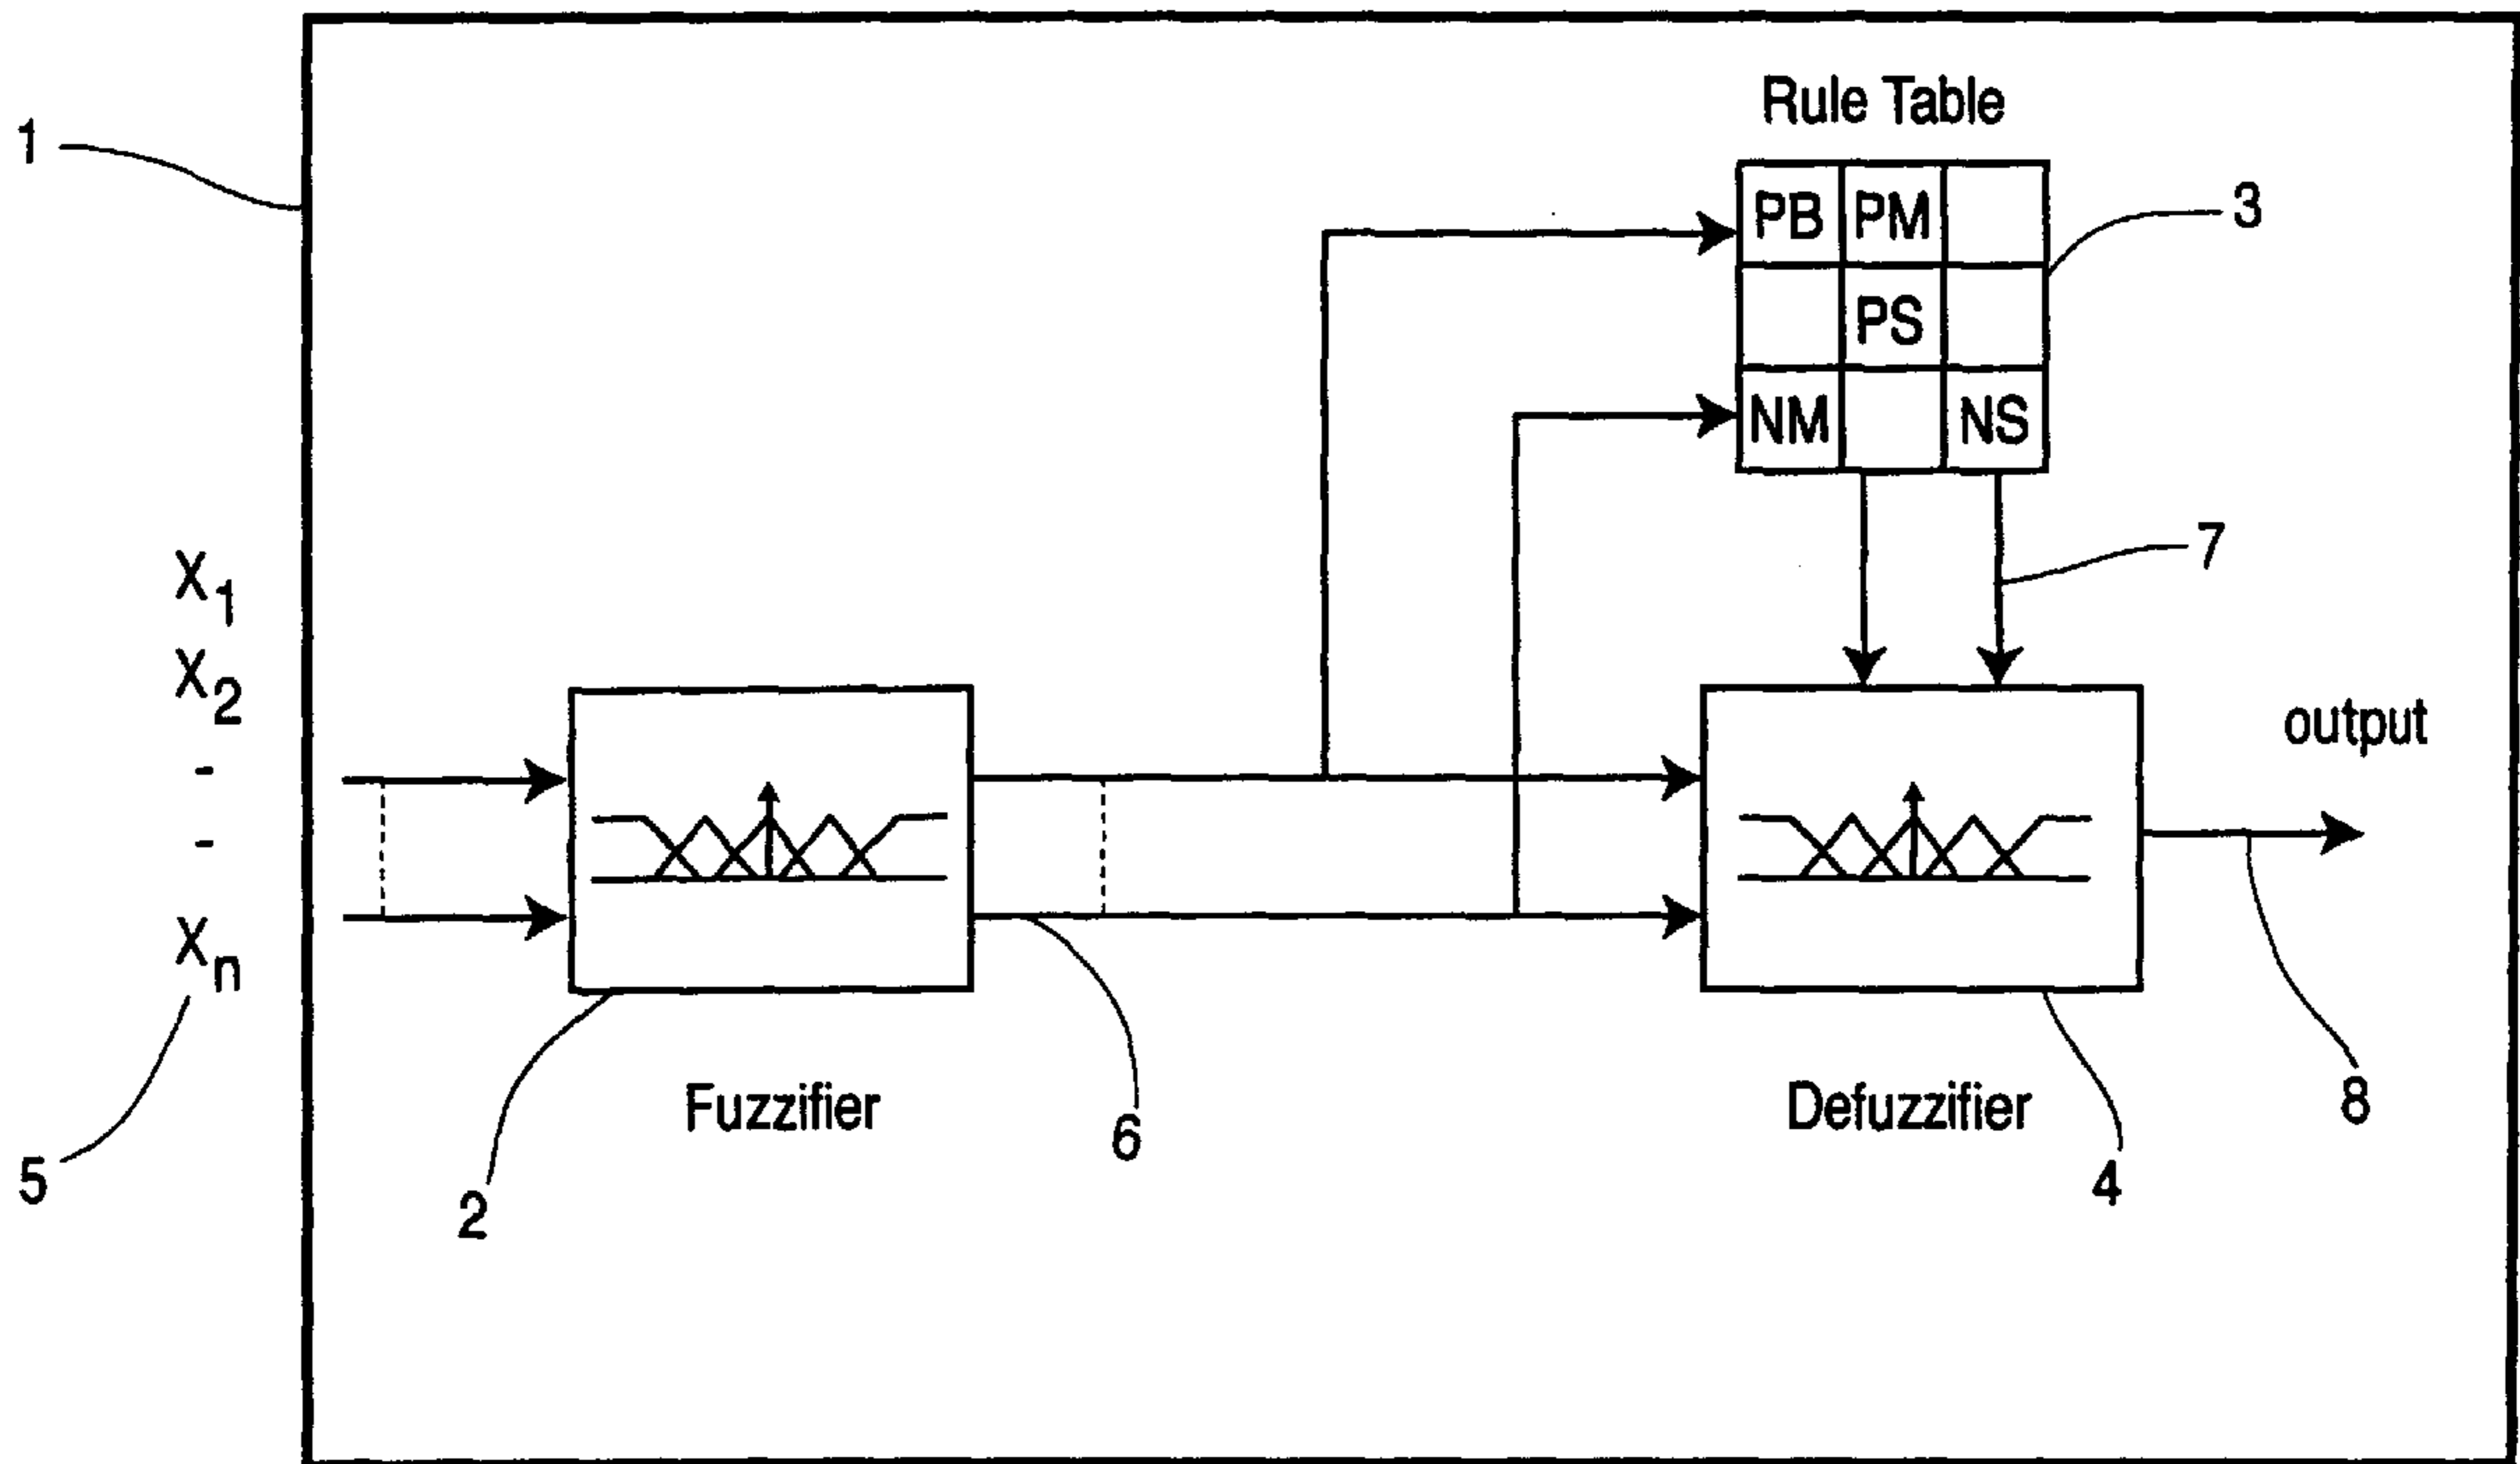 Rule Table
1
PB PM
3
PS
NM NS
7
X1
X2
-
-
Xn
output
Fuzzifier
Defuzzifier
6
8
5
2
4